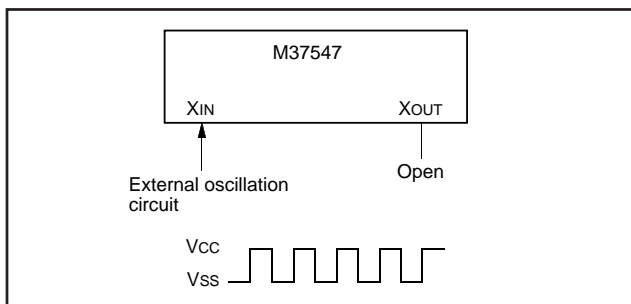 M37547
XIN
XOUT
External oscillation
circuit
Open
VCC
VSS